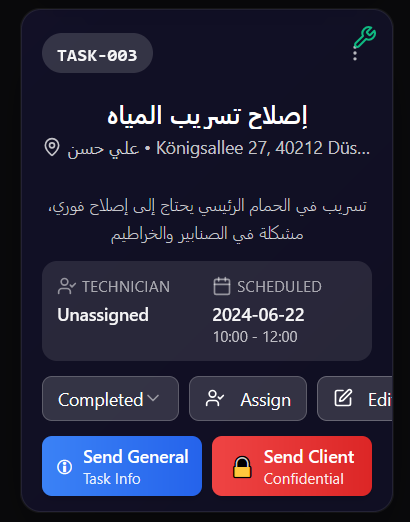 TASK-003
إصلاح تسريب المياه
علي حسن • Königsallee 27, 40212 Düs...
تسريب في الحمام الرئيسي يحتاج إلى إصلاح فوري،
مشكلة في الصنابير والخراطيم
TECHNICIAN
Unassigned
SCHEDULED
2024-06-22
10:00 - 12:00
Completed
Assign
Edi
Send General
Task Info
Send Client
Confidential